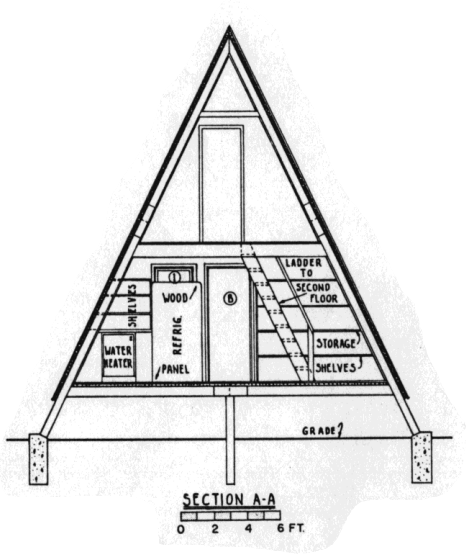 LADDER
TO
SECOND
FLOOR
1
WOOD
B
SHELVES
REFRIG.
WATER
HEATER
PANEL
STORAGE
SHELVES
GRADE
SECTION A-A
0 2 4 6 FT.